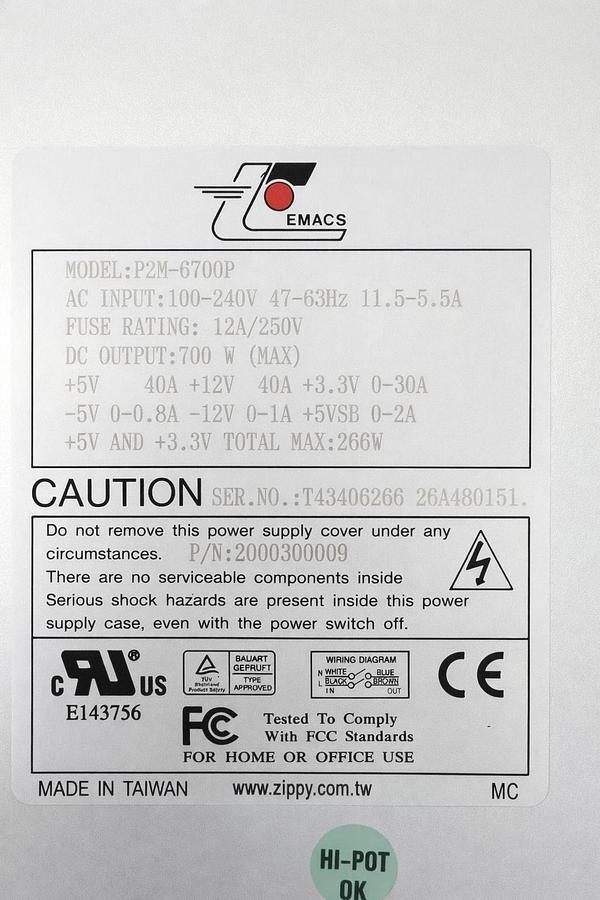 EMACS
MODEL:P2M-6700P
AC INPUT:100-240V 47-63Hz 11.5-5.5A
FUSE RATING: 12A/250V
DC OUTPUT:700 W (MAX)
+5V 40A +12V 40A +3.3V 0-30A
-5V 0-0.8A -12V 0-1A +5VSB 0-2A
+5V AND +3.3V TOTAL MAX:266W
CAUTION SER.NO.:T43406266 26A480151.
Do not remove this power supply cover under any
circumstances. P/N:2000300009
There are no serviceable components inside
Serious shock hazards are present inside this power
supply case, even with the power switch off.
c RU ® US
E143756
TÜV
Rheinland
Product Safety
BAUART
GEPRÜFT
TYPE
APPROVED
WIRING DIAGRAM
N WHITE BLUE
L BLACK BROWN
IN OUT
CE
FC Tested To Comply
With FCC Standards
FOR HOME OR OFFICE USE
MADE IN TAIWAN www.zippy.com.tw MC
HI-POT
OK